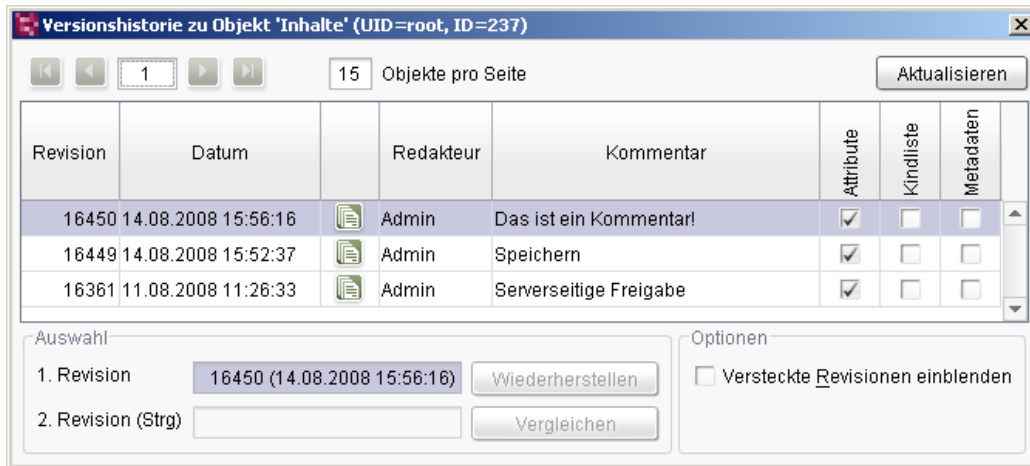 Versionshistorie zu Objekt 'Inhalte' (UID=root, ID=237)
1 15 Objekte pro Seite Aktualisieren
Revision Datum Redakteur Kommentar Attribute Kindliste Metadaten
16450 14.08.2008 15:56:16 Admin Das ist ein Kommentar!
16449 14.08.2008 15:52:37 Admin Speichern
16361 11.08.2008 11:26:33 Admin Serverseitige Freigabe
Auswahl
1. Revision 16450 (14.08.2008 15:56:16) Wiederherstellen
2. Revision (Strg) Vergleichen
Optionen
Versteckte Revisionen einblenden